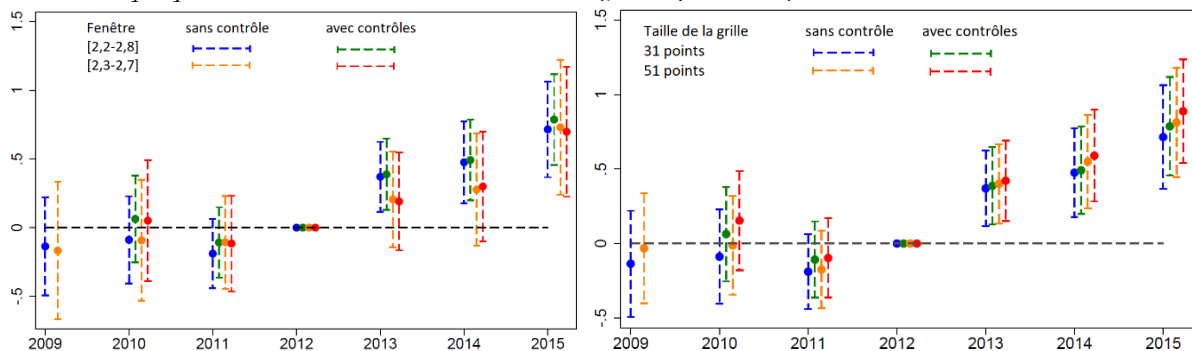 1.5
1
.5
0
-.5
Fenêtre sans contrôle avec contrôles
[2,2-2,8]
[2,3-2,7]
2009 2010 2011 2012 2013 2014 2015
1.5
1
.5
0
-.5
Taille de la grille sans contrôle avec contrôles
31 points
51 points
2009 2010 2011 2012 2013 2014 2015